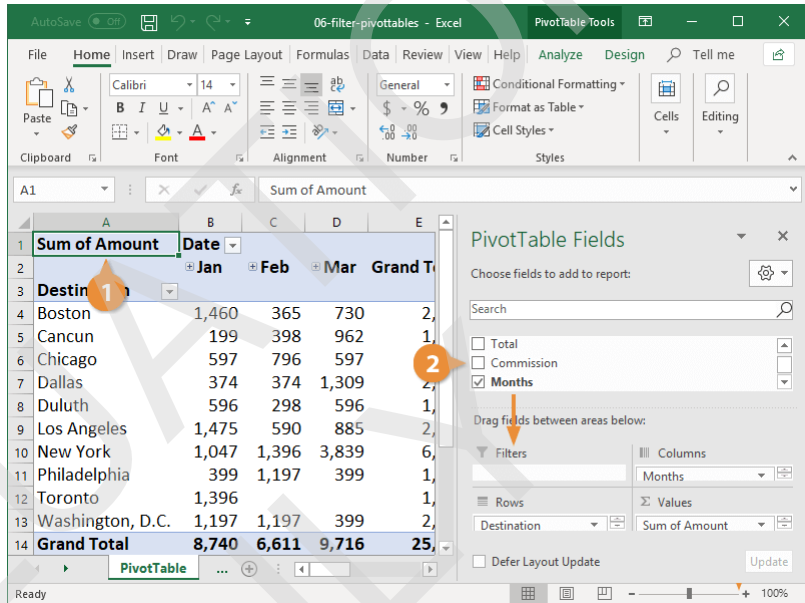 AutoSave Off 06-filter-pivottables - Excel PivotTable Tools
File Home Insert Draw Page Layout Formulas Data Review View Help Analyze Design Tell me
Calibri 14 ab General Conditional Formatting
Paste B I U A A $ % 9 Format as Table Cells Editing
A .00 .00 Cell Styles
Clipboard Font Alignment Number Styles
A1 fx Sum of Amount
A B C D E
1 Sum of Amount Date
2 Jan Feb Mar Grand
3
4 Boston 1,460 365 730 2,
5 Cancun 199 398 962 1,
6 Chicago 597 796 597
7 Dallas 374 374 1,309 2,
8 Duluth 596 298 596 1,
9 Los Angeles 1,475 590 885 2,
10 New York 1,047 1,396 3,839 6,
11 Philadelphia 399 1,197 399 1,
12 Toronto 1,396 1,
13 Washington, D.C. 1,197 1,197 399 2,
14 Grand Total 8,740 6,611 9,716 25,
1
2
PivotTable ...
PivotTable Fields
Choose fields to add to report:
Search
Total
Commission
Months
Drag fields between areas below:
Filters Columns
Months
Rows Σ Values
Destination Sum of Amount
Defer Layout Update Update
Ready 100%